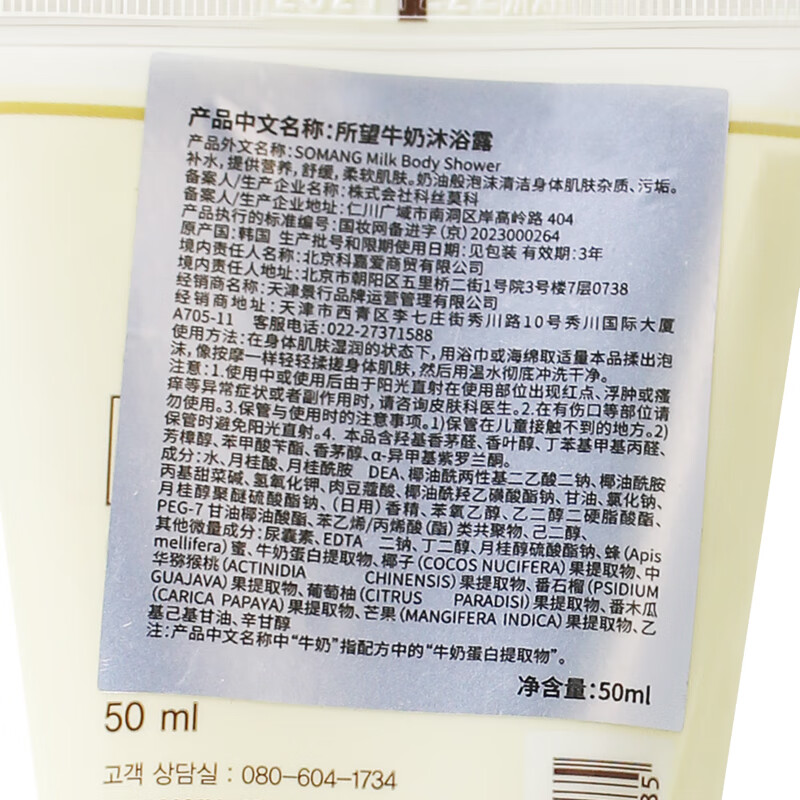 产品中文名称：所望牛奶沐浴露
产品外文名称：SOMANG Milk Body Shower
补水，提供营养，舒缓，柔软肌肤。奶油般泡沫清洁身体肌肤杂质、污垢。
备案人/生产企业名称：株式会社科丝莫科
备案人/生产企业地址：仁川广域市南洞区岸高岭路 404
产品执行的标准编号：国妆网备进字（京）2023000264
原产国：韩国 生产批号和限期使用日期：见包装 有效期：3年
境内责任人名称：北京科嘉爱商贸有限公司
境内责任人地址：北京市朝阳区五里桥二街1号院3号楼7层0738
经销商名称：天津景行品牌运营管理有限公司
经销商地址：天津市西青区李七庄街秀川路10号秀川国际大厦
A705-11 客服电话：022-27371588
使用方法：在身体肌肤湿润的状态下，用浴巾或海绵取适量本品揉出泡
沫，像按摩一样轻轻揉搓身体肌肤，然后用温水彻底冲洗干净。
注意：1.使用中或使用后由于阳光直射在使用部位出现红点、浮肿或瘙
痒等异常症状或者副作用时，请咨询皮肤科医生。2.在有伤口等部位请
勿使用。3.保管与使用时的注意事项。1)保管在儿童接触不到的地方。2)
保管时避免阳光直射。4. 本品含羟基香茅醛、香叶醇、丁苯基甲基丙醛、
芳樟醇、苯甲酸苄酯、香茅醇、α-异甲基紫罗兰酮。
成分：水、月桂酸、月桂酰胺 DEA、椰油酰两性基二乙酸二钠、椰油酰胺
丙基甜菜碱、氢氧化钾、肉豆蔻酸、椰油酰羟乙磺酸酯钠、甘油、氯化钠、
月桂醇聚醚硫酸酯钠、（日用）香精、苯氧乙醇、乙二醇二硬脂酸酯、
PEG-7 甘油椰油酸酯、苯乙烯/丙烯酸（酯）类共聚物、己二醇、
其他微量成分：尿囊素、EDTA 二钠、丁二醇、月桂醇硫酸酯钠、蜂（Apis
mellifera）蜜、牛奶蛋白提取物、椰子（COCOS NUCIFERA）果提取物、中
华猕猴桃（ACTINIDIA CHINENSIS）果提取物、番石榴（PSIDIUM
GUAJAVA）果提取物、葡萄柚（CITRUS PARADISI）果提取物、番木瓜
（CARICA PAPAYA）果提取物、芒果（MANGIFERA INDICA）果提取物、乙
基己基甘油、辛甘醇
注：产品中文名称中“牛奶”指配方中的“牛奶蛋白提取物”。
净含量：50ml
50 ml
고객 상담실 : 080-604-1734